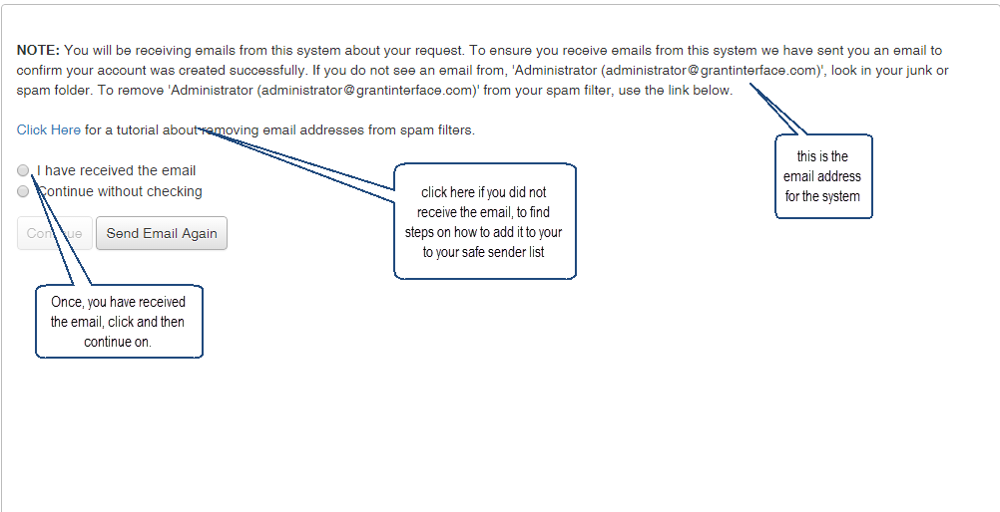 NOTE: You will be receiving emails from this system about your request. To ensure you receive emails from this system we have sent you an email to
confirm your account was created successfully. If you do not see an email from, 'Administrator (administrator@grantinterface.com)', look in your junk or
spam folder. To remove 'Administrator (administrator@grantinterface.com)' from your spam filter, use the link below.
Click Here for a tutorial about removing email addresses from spam filters.
this is the
email address
for the system
I have received the email
Continue without checking
click here if you did not
receive the email, to find
steps on how to add it to your
to your safe sender list
Continue
Send Email Again
Once, you have received
the email, click and then
continue on.